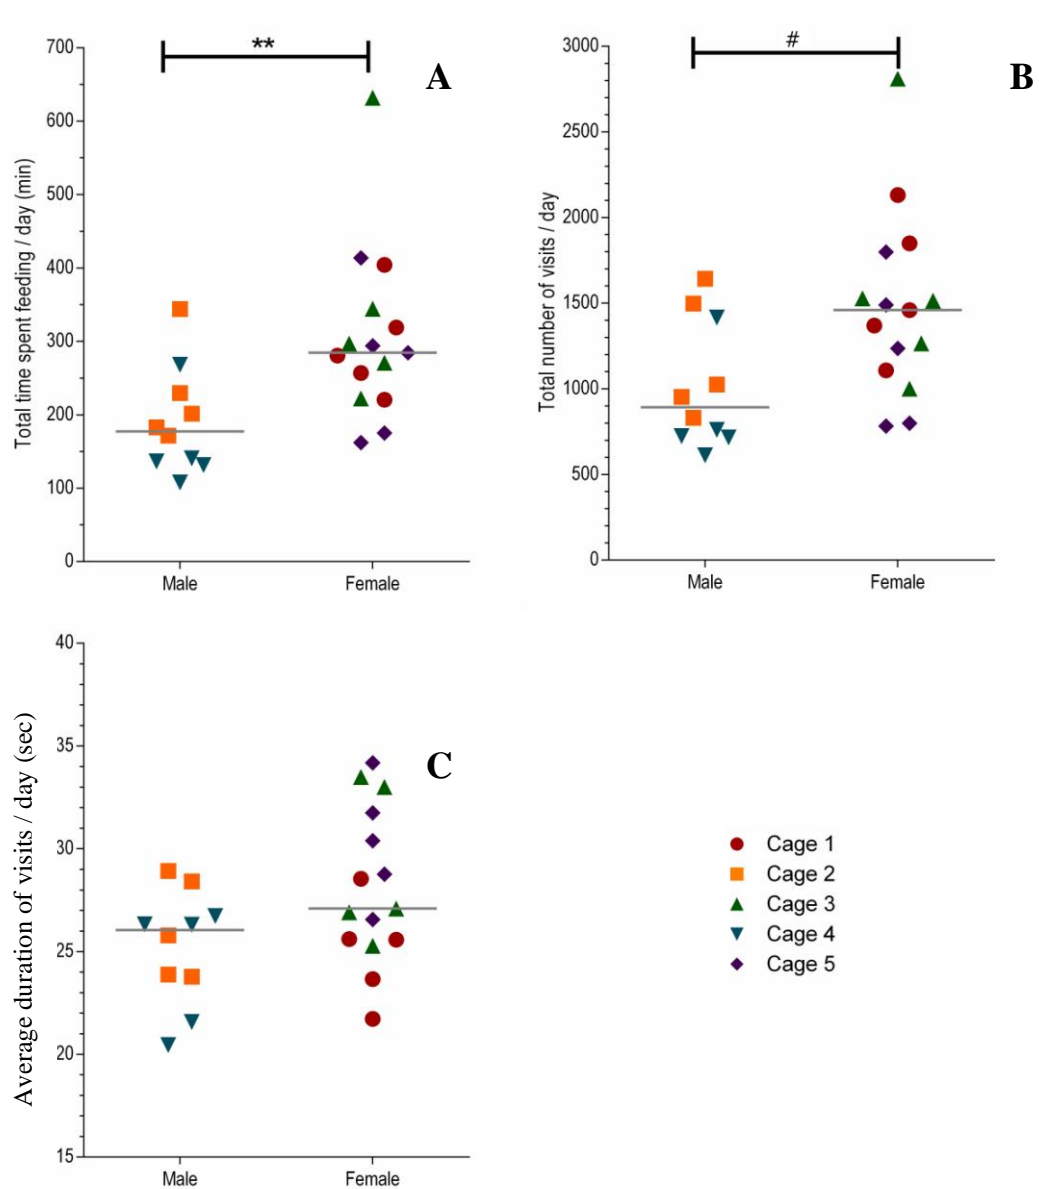 700
600
500
400
300
200
100
0
Total time spent feeding / day (min)
**
A
Male
Female
3000
2500
2000
1500
1000
500
0
Total number of visits / day
#
B
Male
Female
40
35
30
25
20
15
Average duration of visits / day (sec)
C
Male
Female
Cage 1
Cage 2
Cage 3
Cage 4
Cage 5